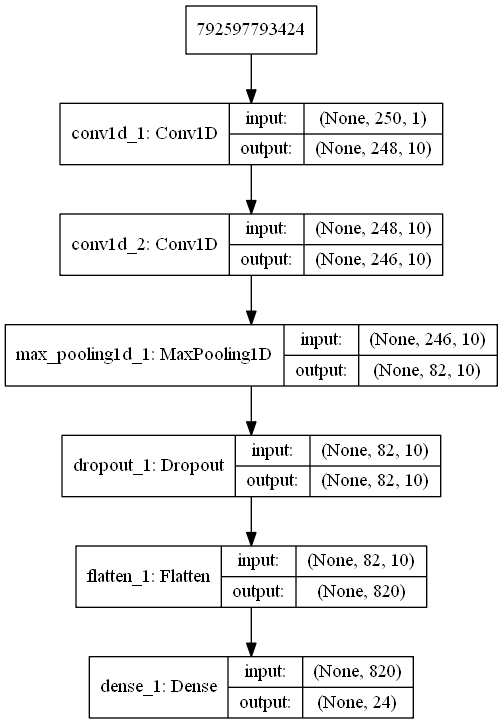 792597793424
conv1d_1: Conv1D
input:
(None, 250, 1)
output:
(None, 248, 10)
conv1d_2: Conv1D
input:
(None, 248, 10)
output:
(None, 246, 10)
max_pooling1d_1: MaxPooling1D
input:
(None, 246, 10)
output:
(None, 82, 10)
dropout_1: Dropout
input:
(None, 82, 10)
output:
(None, 82, 10)
flatten_1: Flatten
input:
(None, 82, 10)
output:
(None, 820)
dense_1: Dense
input:
(None, 820)
output:
(None, 24)